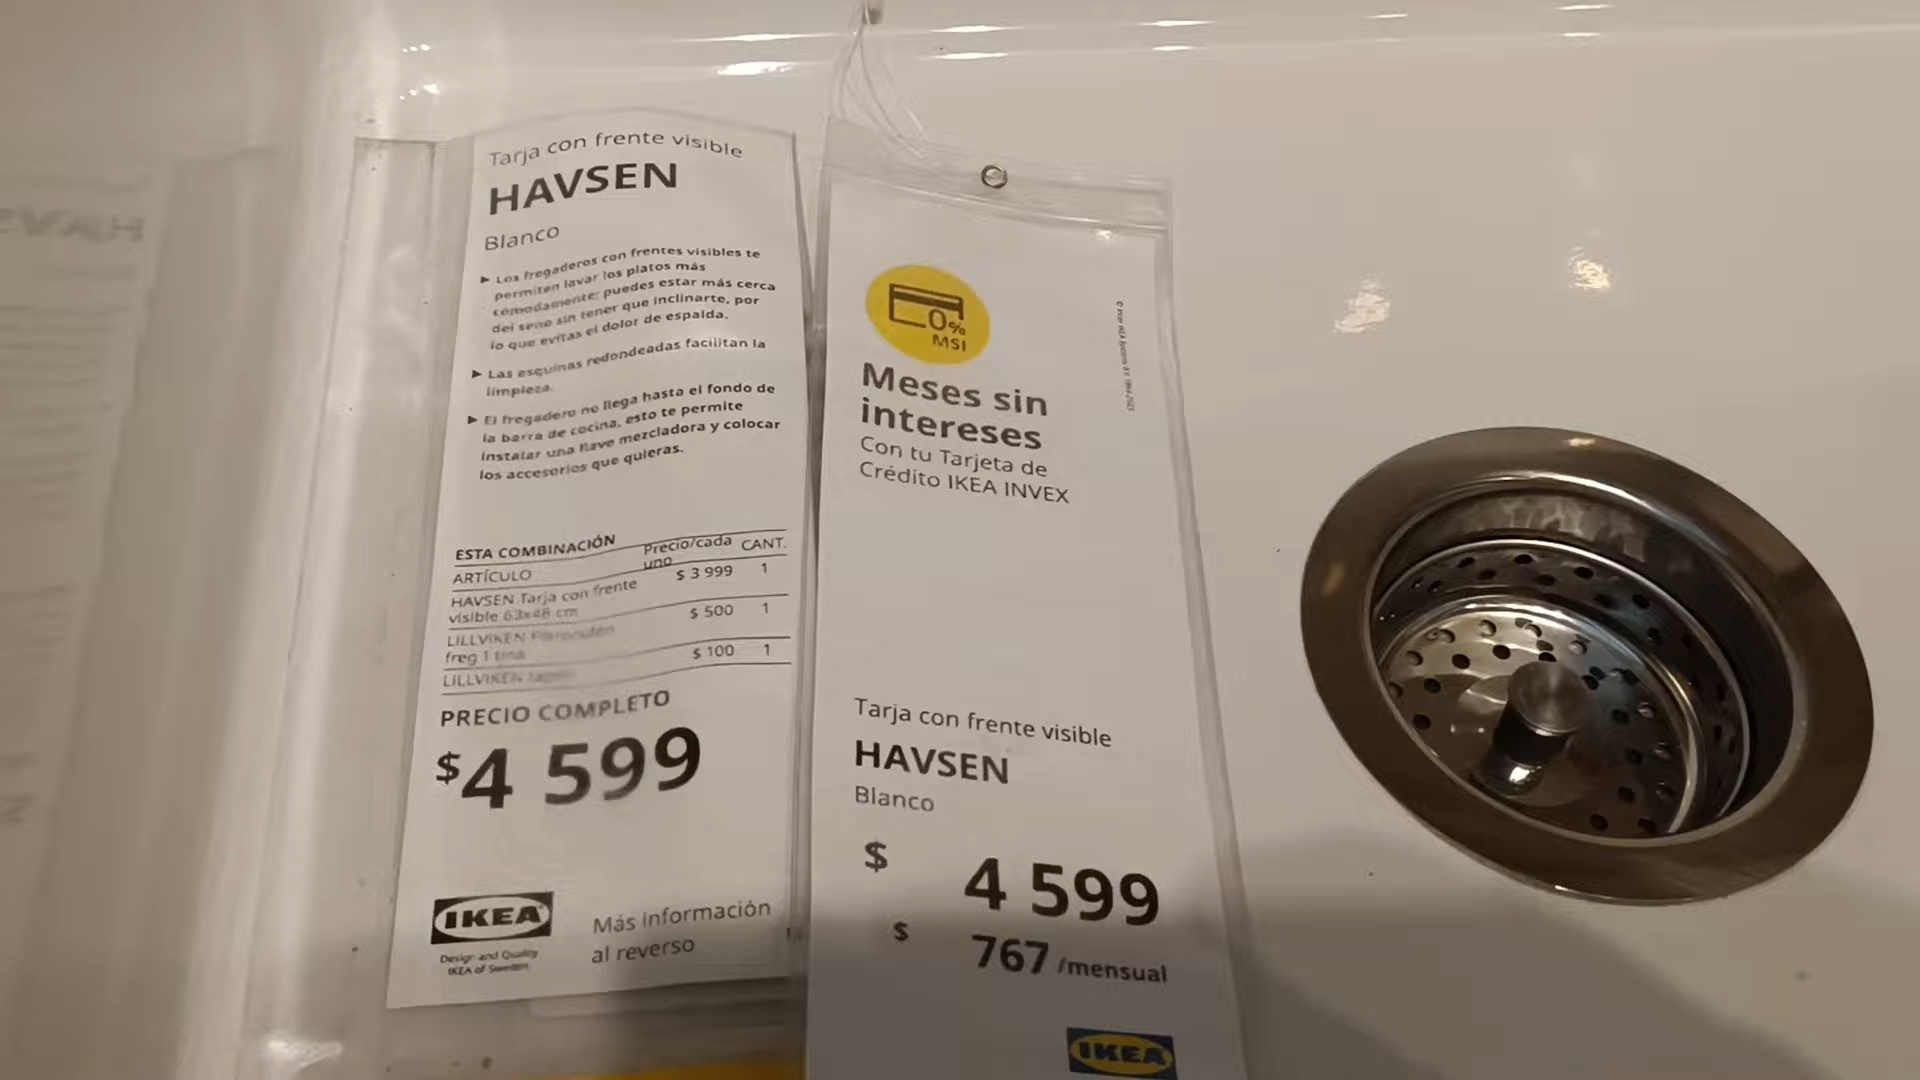 Tarja con frente visible
HAVSEN
Blanco
► Los fregaderos con frentes visibles te
permiten lavar los platos más
cómodamente: puedes estar más cerca
del seno sin tener que inclinarte, por
lo que evitas el dolor de espalda.
► Las esquinas redondeadas facilitan la
limpieza.
► El fregadero no llega hasta el fondo de
la barra de cocina, esto te permite
instalar una llave mezcladora y colocar
los accesorios que quieras.
ESTA COMBINACIÓN
ARTÍCULO Precio/cada uno CANT.
HAVSEN Tarja con frente $ 3 999 1
visible 63x48 cm
LILLVIKEN $ 500 1
freg 1 tina
LILLVIKEN $ 100 1
PRECIO COMPLETO
$4 599
IKEA
Design and Quality
IKEA of Sweden
Más información
al reverso
0%
MSI
Meses sin
intereses
Con tu Tarjeta de
Crédito IKEA INVEX
Tarja con frente visible
HAVSEN
Blanco
$ 4 599
$ 767 /mensual
IKEA